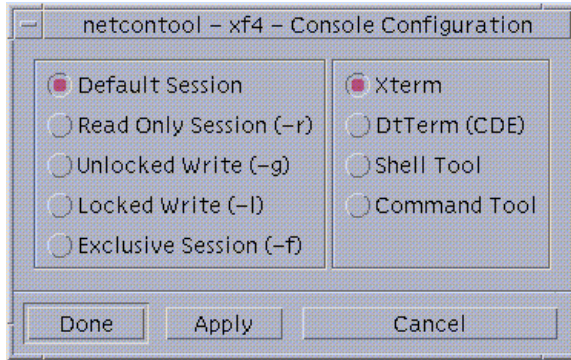 netcontool – xf4 – Console Configuration
Default Session
Read Only Session (–r)
Unlocked Write (–g)
Locked Write (–l)
Exclusive Session (–f)
Xterm
DtTerm (CDE)
Shell Tool
Command Tool
Done Apply Cancel